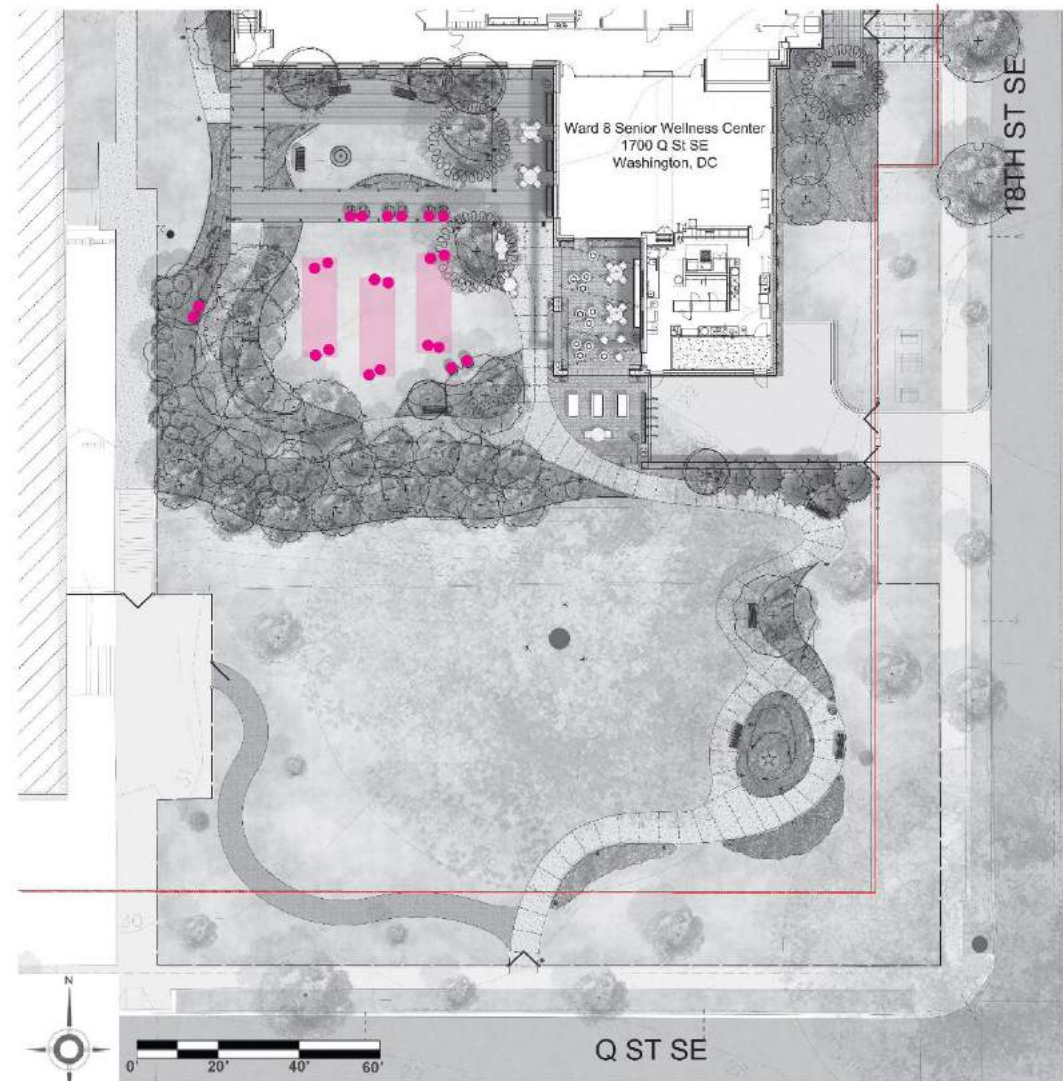 Ward 8 Senior Wellness Center
1700 Q St SE
Washington, DC
18TH ST SE
N
0' 20' 40' 60'
Q ST SE